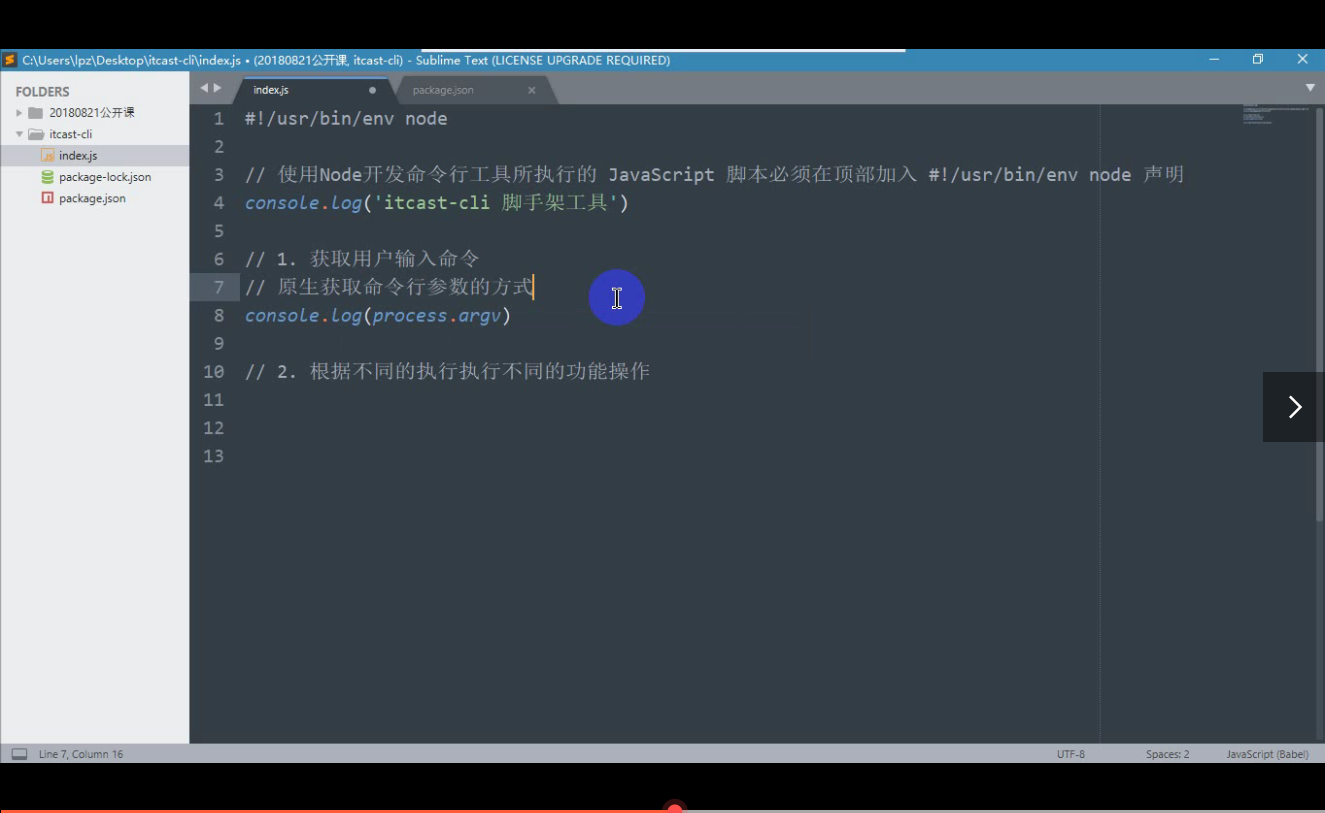 C:\Users\lpz\Desktop\itcast-cli\index.js • (20180821公开课, itcast-cli) - Sublime Text (LICENSE UPGRADE REQUIRED)
FOLDERS
20180821公开课
itcast-cli
index.js
package-lock.json
package.json
index.js
package.json
1 #!/usr/bin/env node
2
3 // 使用Node开发命令行工具所执行的 JavaScript 脚本必须在顶部加入 #!/usr/bin/env node 声明
4 console.log('itcast-cli 脚手架工具')
5
6 // 1. 获取用户输入命令
7 // 原生获取命令行参数的方式
8 console.log(process.argv)
9
10 // 2. 根据不同的执行执行不同的功能操作
11
12
13
Line 7, Column 16
UTF-8
Spaces: 2
JavaScript (Babel)